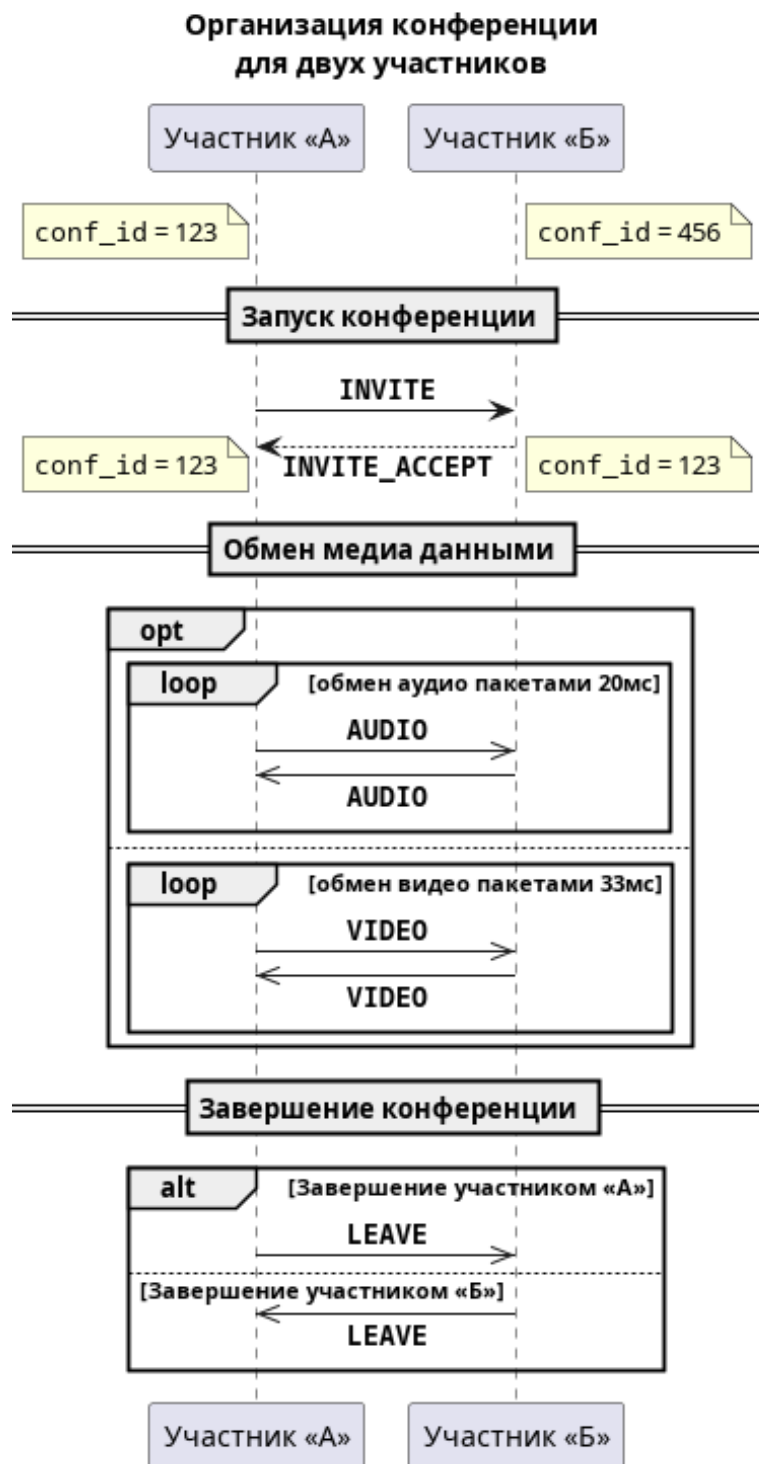 Организация конференции
для двух участников
Участник «А» Участник «Б»
conf_id = 123 conf_id = 456
Запуск конференции
INVITE
conf_id = 123 INVITE_ACCEPT conf_id = 123
Обмен медиа данными
opt
loop [обмен аудио пакетами 20мс]
AUDIO
AUDIO
loop [обмен видео пакетами 33мс]
VIDEO
VIDEO
Завершение конференции
alt [Завершение участником «А»]
LEAVE
[Завершение участником «Б»]
LEAVE
Участник «А» Участник «Б»